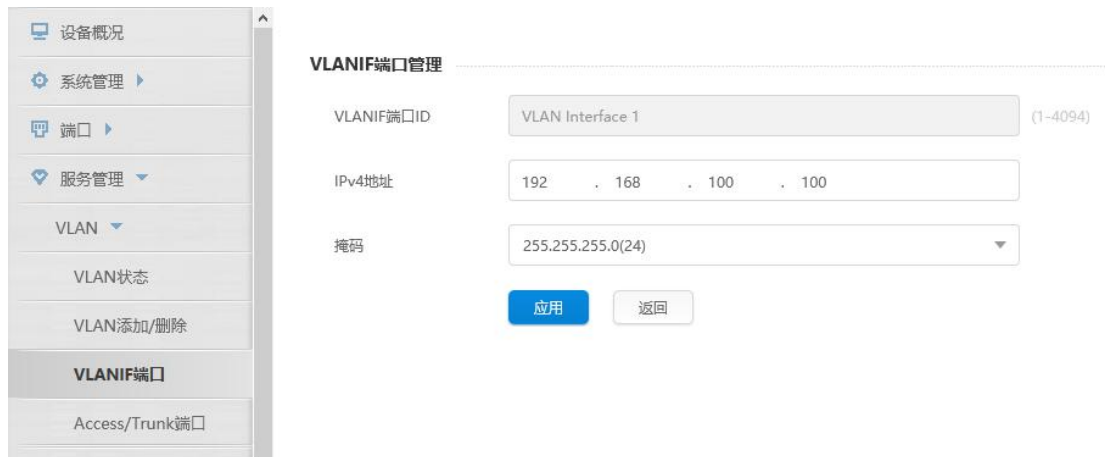 设备概况
系统管理
端口
服务管理
VLAN
VLAN状态
VLAN添加/删除
VLANIF端口
Access/Trunk端口
VLANIF端口管理
VLANIF端口ID VLAN Interface 1 (1-4094)
IPv4地址 192 . 168 . 100 . 100
掩码 255.255.255.0(24)
应用 返回